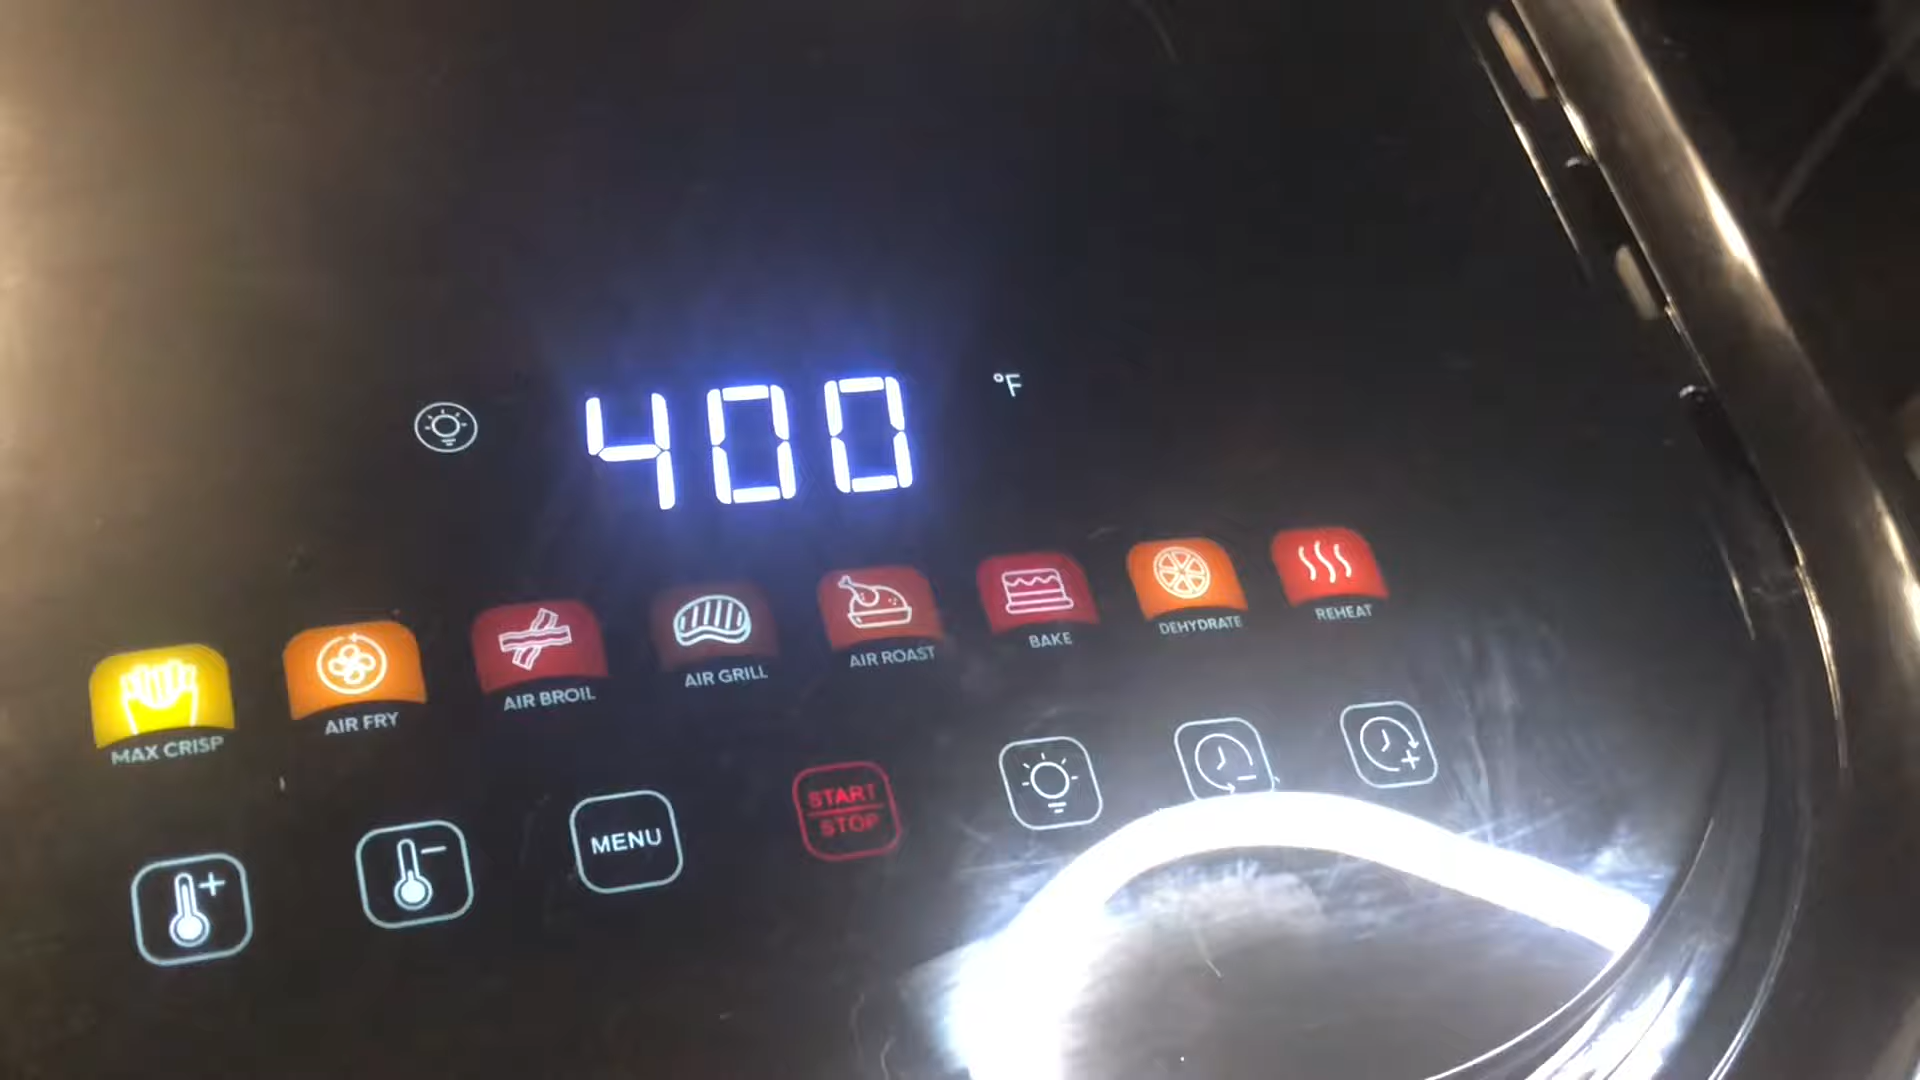 400 °F
MAX CRISP
AIR FRY
AIR BROIL
AIR GRILL
AIR ROAST
BAKE
DEHYDRATE
REHEAT
MENU
START
STOP